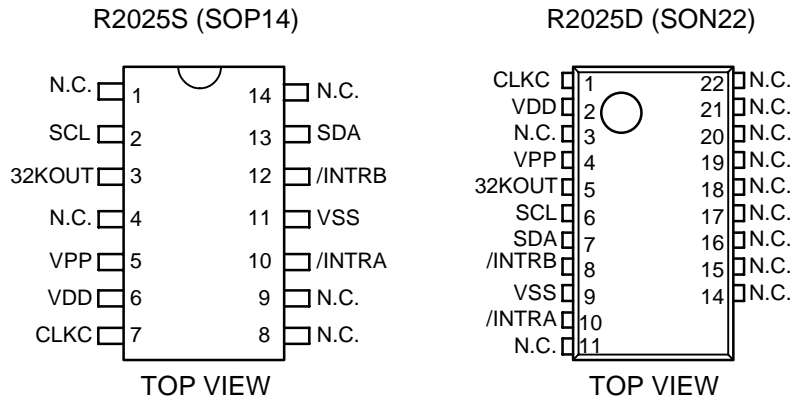 R2025S (SOP14)
N.C. 1 14 N.C.
SCL 2 13 SDA
32KOUT 3 12 /INTRB
N.C. 4 11 VSS
VPP 5 10 /INTRA
VDD 6 9 N.C.
CLKC 7 8 N.C.
TOP VIEW
R2025D (SON22)
CLKC 1 22 N.C.
VDD 2 21 N.C.
N.C. 3 20 N.C.
VPP 4 19 N.C.
32KOUT 5 18 N.C.
SCL 6 17 N.C.
SDA 7 16 N.C.
/INTRB 8 15 N.C.
VSS 9 14 N.C.
/INTRA 10
N.C. 11
TOP VIEW